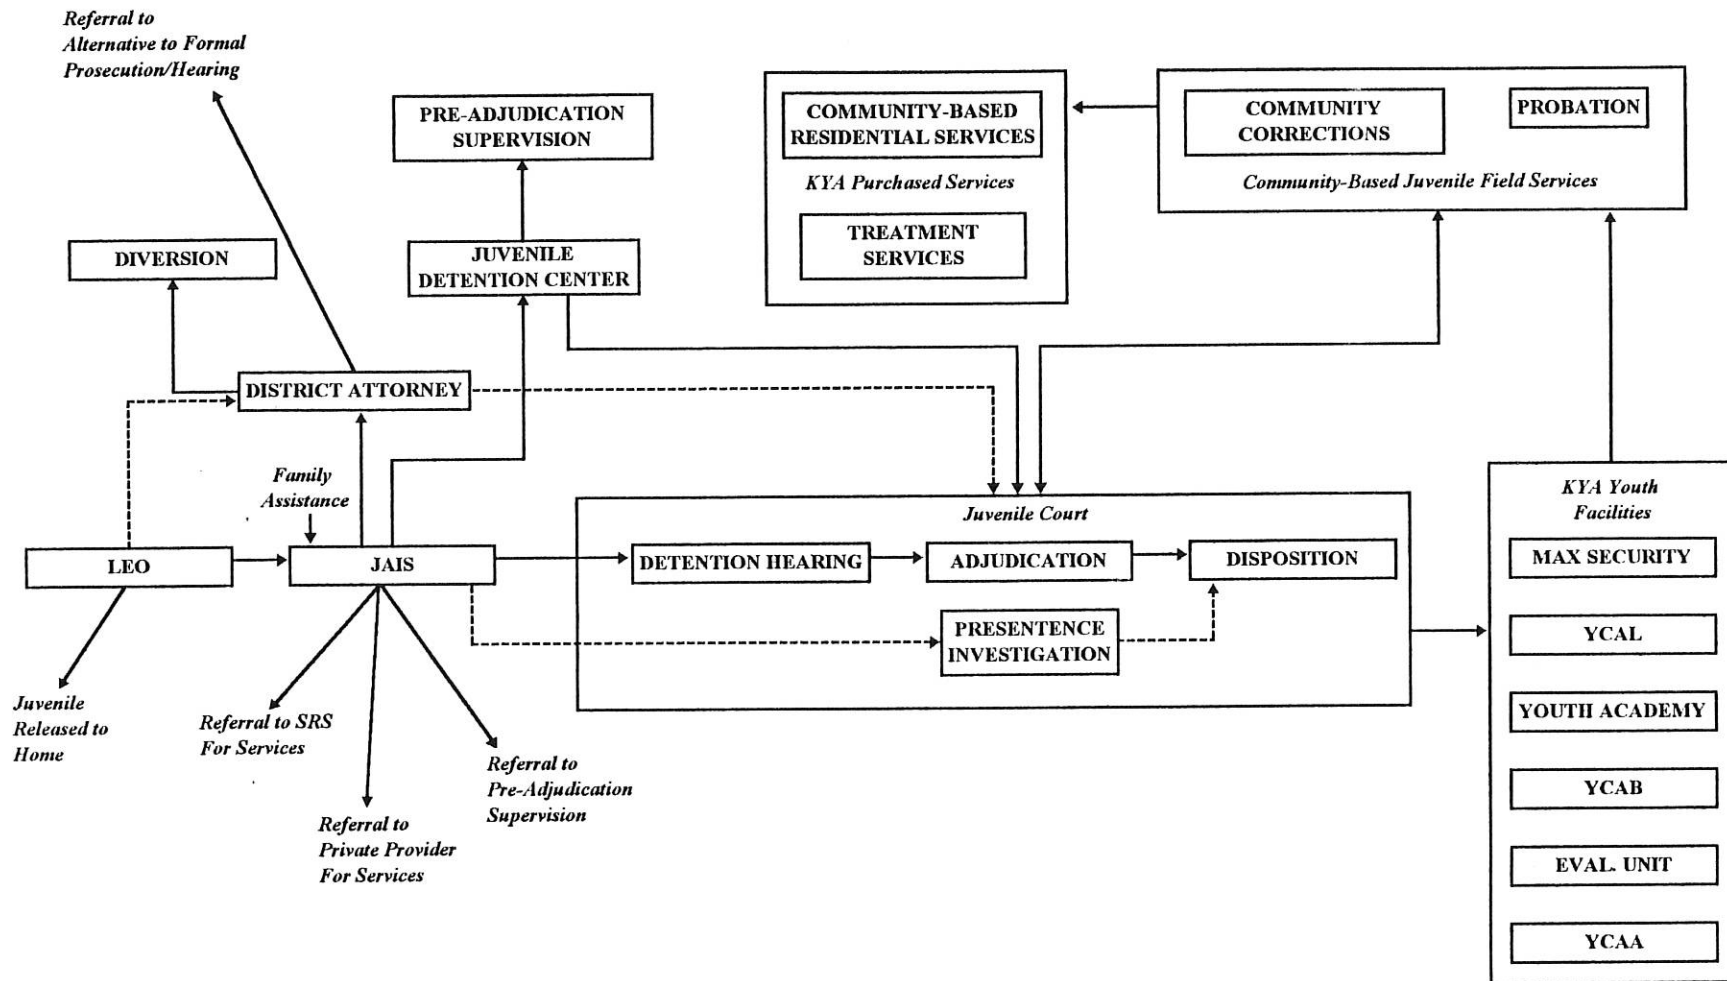 Referral to
Alternative to Formal
Prosecution/Hearing
PRE-ADJUDICATION
SUPERVISION
COMMUNITY-BASED
RESIDENTIAL SERVICES
KYA Purchased Services
TREATMENT
SERVICES
COMMUNITY
CORRECTIONS
PROBATION
Community-Based Juvenile Field Services
DIVERSION
JUVENILE
DETENTION CENTER
DISTRICT ATTORNEY
Family
Assistance
LEO
JAIS
Juvenile Court
DETENTION HEARING
ADJUDICATION
DISPOSITION
PRESENTENCE
INVESTIGATION
Juvenile
Released to
Home
Referral to SRS
For Services
Referral to
Private Provider
For Services
Referral to
Pre-Adjudication
Supervision
KYA Youth
Facilities
MAX SECURITY
YCAL
YOUTH ACADEMY
YCAB
EVAL. UNIT
YCAA